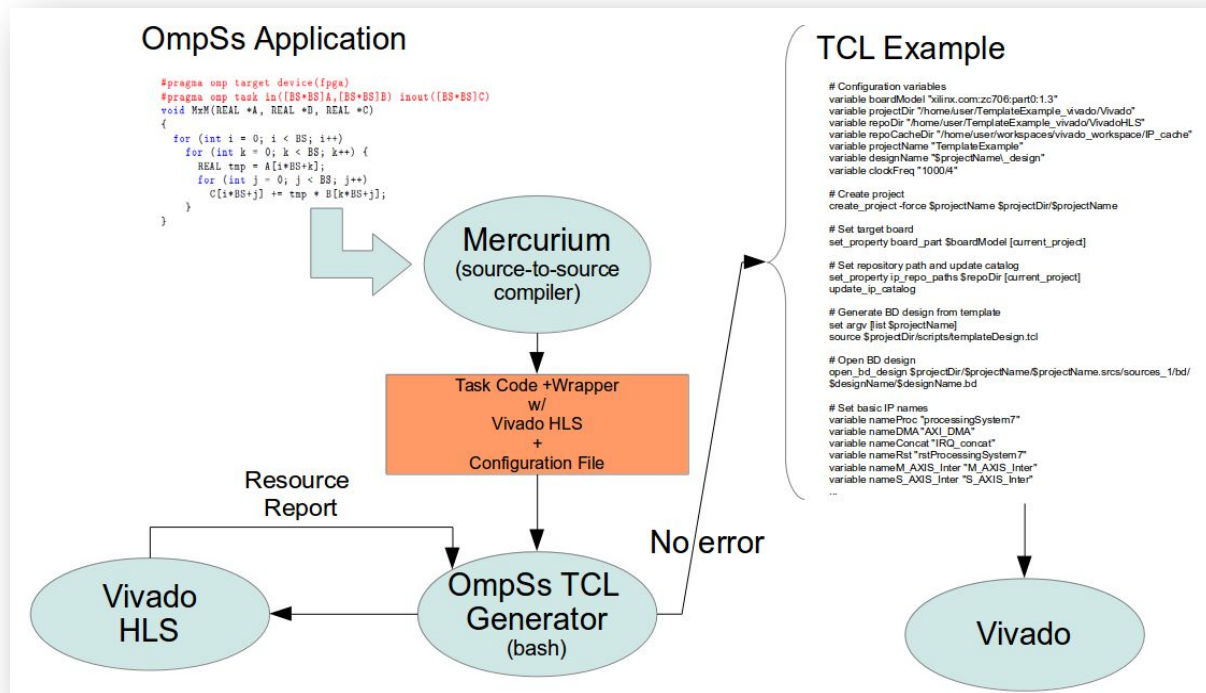 OmpSs Application
#pragma omp target device(fpga)
#pragma omp task in([BS*BS]A,[BS*BS]B) inout([BS*BS]C)
void MxM(REAL *A, REAL *B, REAL *C)
{
for (int i = 0; i < BS; i++)
for (int k = 0; k < BS; k++) {
REAL tmp = A[i*BS+k];
for (int j = 0; j < BS; j++)
C[i*BS+j] += tmp * B[k*BS+j];
}
}
Mercurium
(source-to-source
compiler)
Task Code +Wrapper
w/
Vivado HLS
+
Configuration File
Resource
Report
Vivado
HLS
OmpSs TCL
Generator
(bash)
No error
TCL Example
# Configuration variables
variable boardModel "xilinx.com:zc706:part0:1.3"
variable projectDir "/home/user/TemplateExample_vivado/Vivado"
variable repoDir "/home/user/TemplateExample_vivado/VivadoHLS"
variable repoCacheDir "/home/user/workspaces/vivado_workspace/IP_cache"
variable projectName "TemplateExample"
variable designName "$projectName\_design"
variable clockFreq "1000/4"
# Create project
create_project -force $projectName $projectDir/$projectName
# Set target board
set_property board_part $boardModel [current_project]
# Set repository path and update catalog
set_property ip_repo_paths $repoDir [current_project]
update_ip_catalog
# Generate BD design from template
set argv [list $projectName]
source $projectDir/scripts/templateDesign.tcl
# Open BD design
open_bd_design $projectDir/$projectName/$projectName.srcs/sources_1/bd/
$designName/$designName.bd
# Set basic IP names
variable nameProc "processingSystem7"
variable nameDMA "AXI_DMA"
variable nameConcat "IRQ_concat"
variable nameRst "rstProcessingSystem7"
variable nameM_AXIS_Inter "M_AXIS_Inter"
variable nameS_AXIS_Inter "S_AXIS_Inter"
...
Vivado